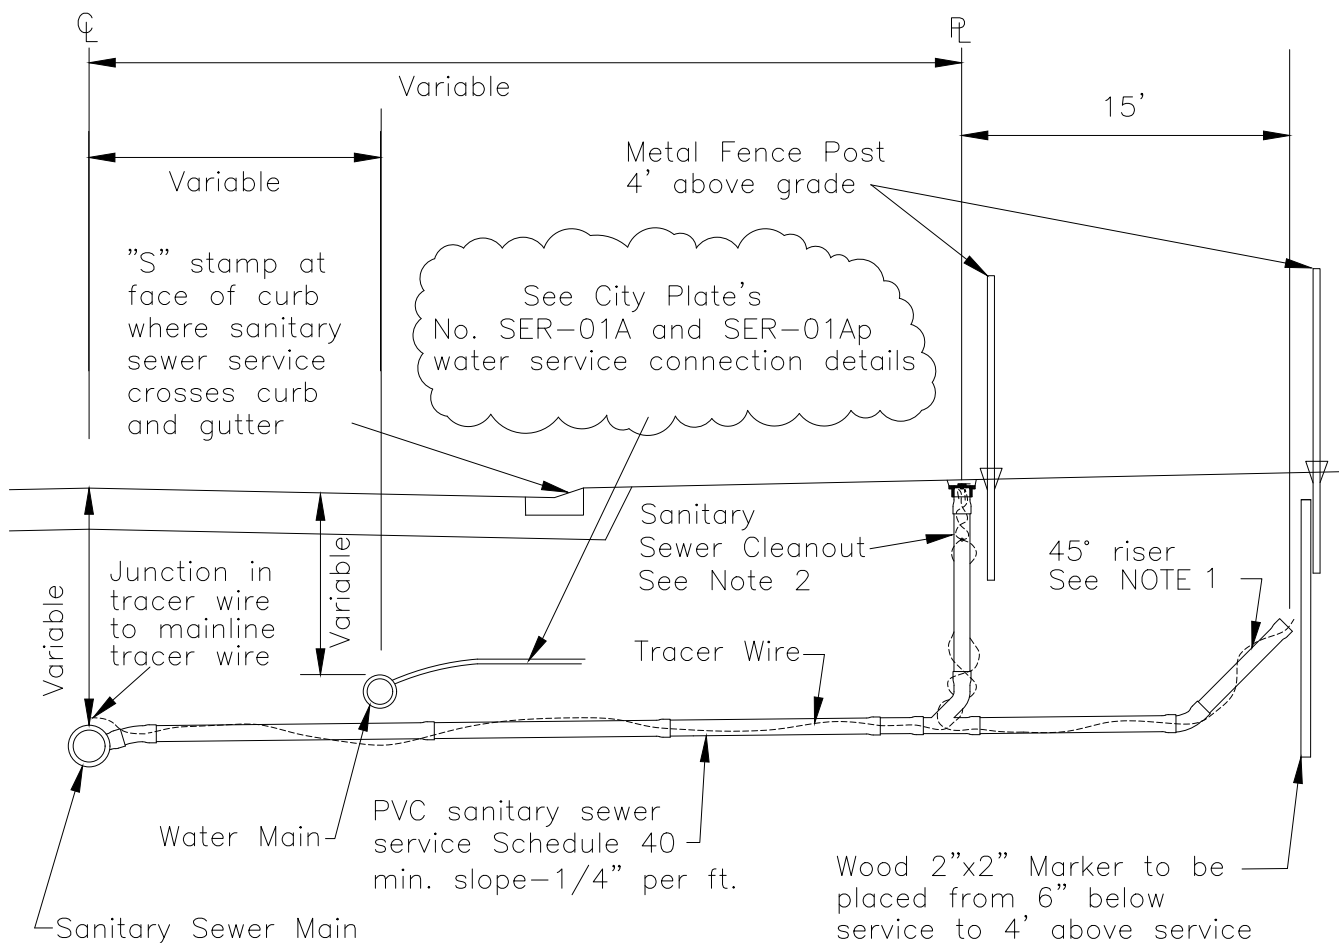 ℄
PL
Variable
15'
Variable
Metal Fence Post
4' above grade
"S" stamp at
face of curb
where sanitary
sewer service
crosses curb
and gutter
See City Plate's
No. SER-01A and SER-01Ap
water service connection details
Sanitary
Sewer Cleanout
See Note 2
45° riser
See NOTE 1
Variable
Variable
Junction in
tracer wire
to mainline
tracer wire
Tracer Wire
Water Main
PVC sanitary sewer
service Schedule 40
min. slope-1/4" per ft.
Wood 2"x2" Marker to be
placed from 6" below
service to 4' above service
Sanitary Sewer Main